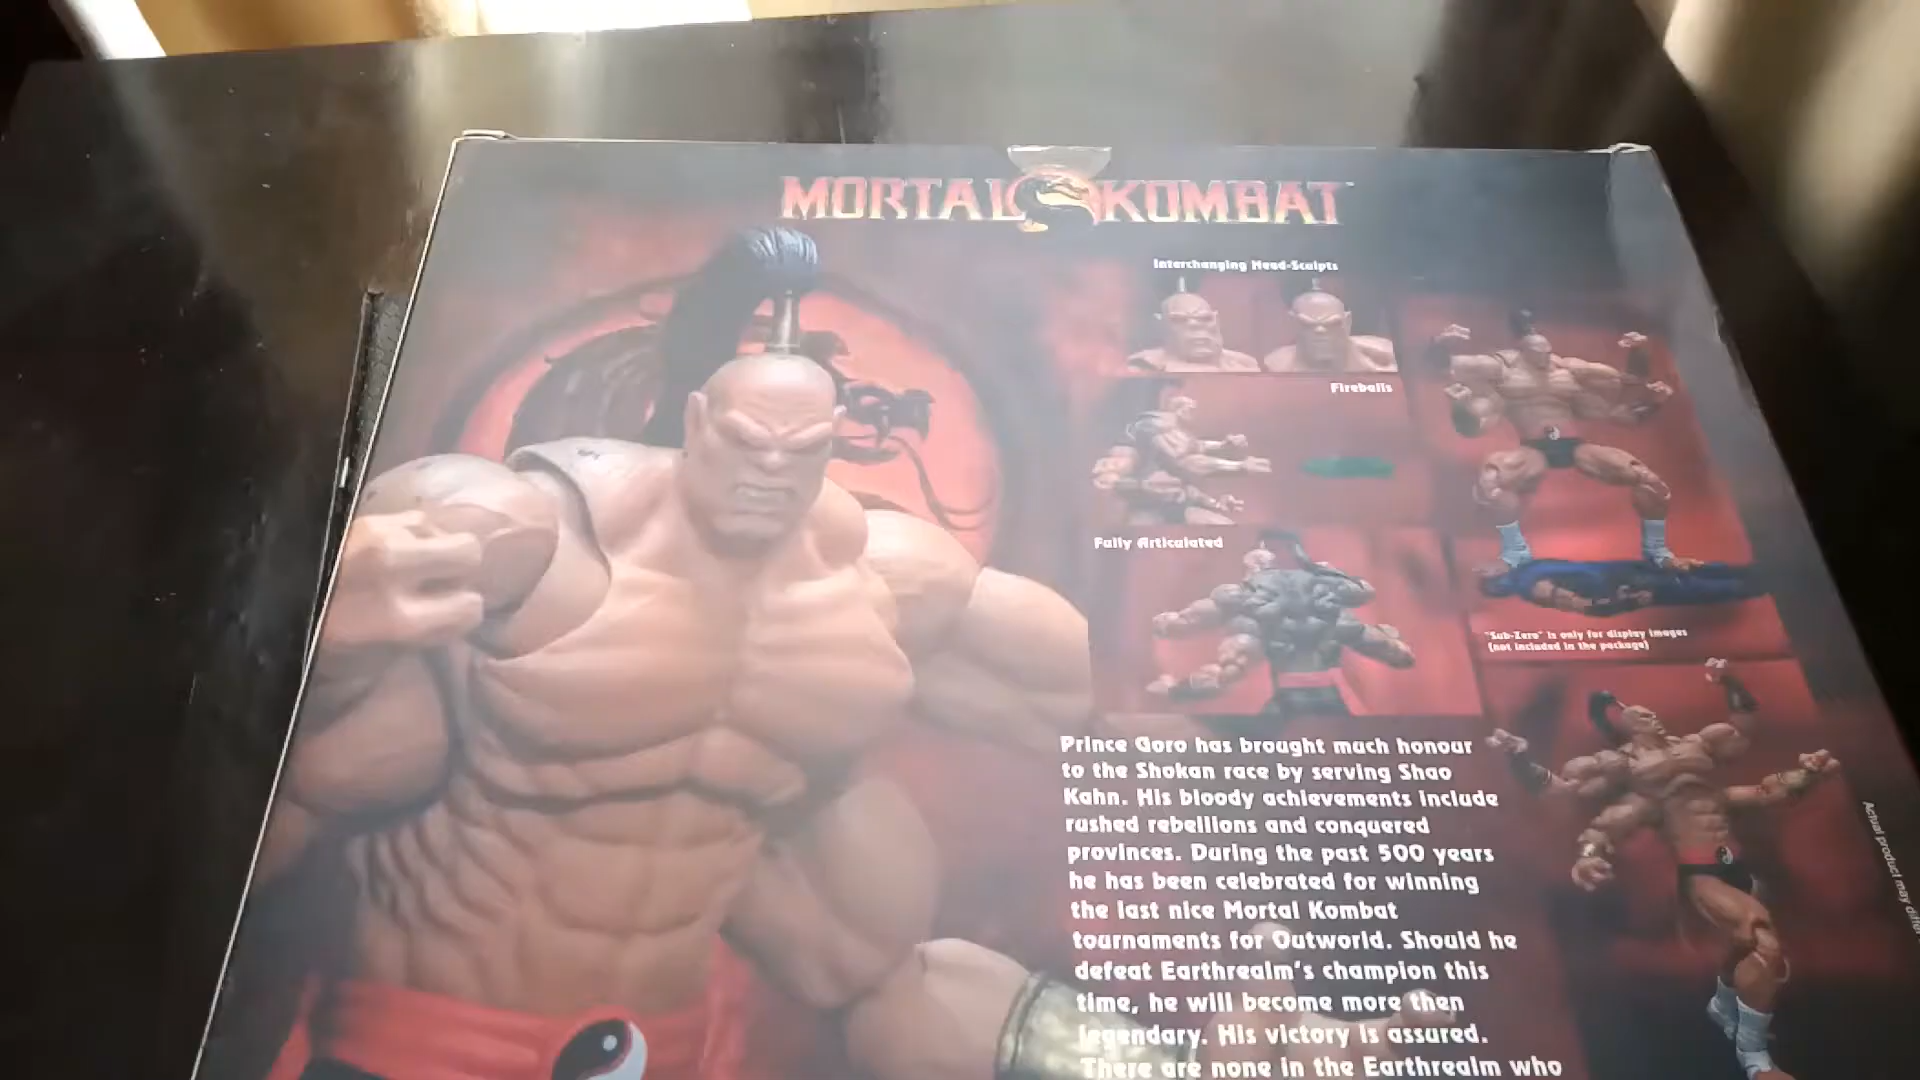 MORTAL KOMBAT
Interchanging Head-Sculpts
Fireballs
Fully Articulated
"Sub-Zero" is only for display images
(not included in the package)
Prince Goro has brought much honour
to the Shokan race by serving Shao
Kahn. His bloody achievements include
rushed rebellions and conquered
provinces. During the past 500 years
he has been celebrated for winning
the last nice Mortal Kombat
tournaments for Outworld. Should he
defeat Earthrealm's champion this
time, he will become more then
legendary. His victory is assured.
There are none in the Earthrealm who
Actual product may differ